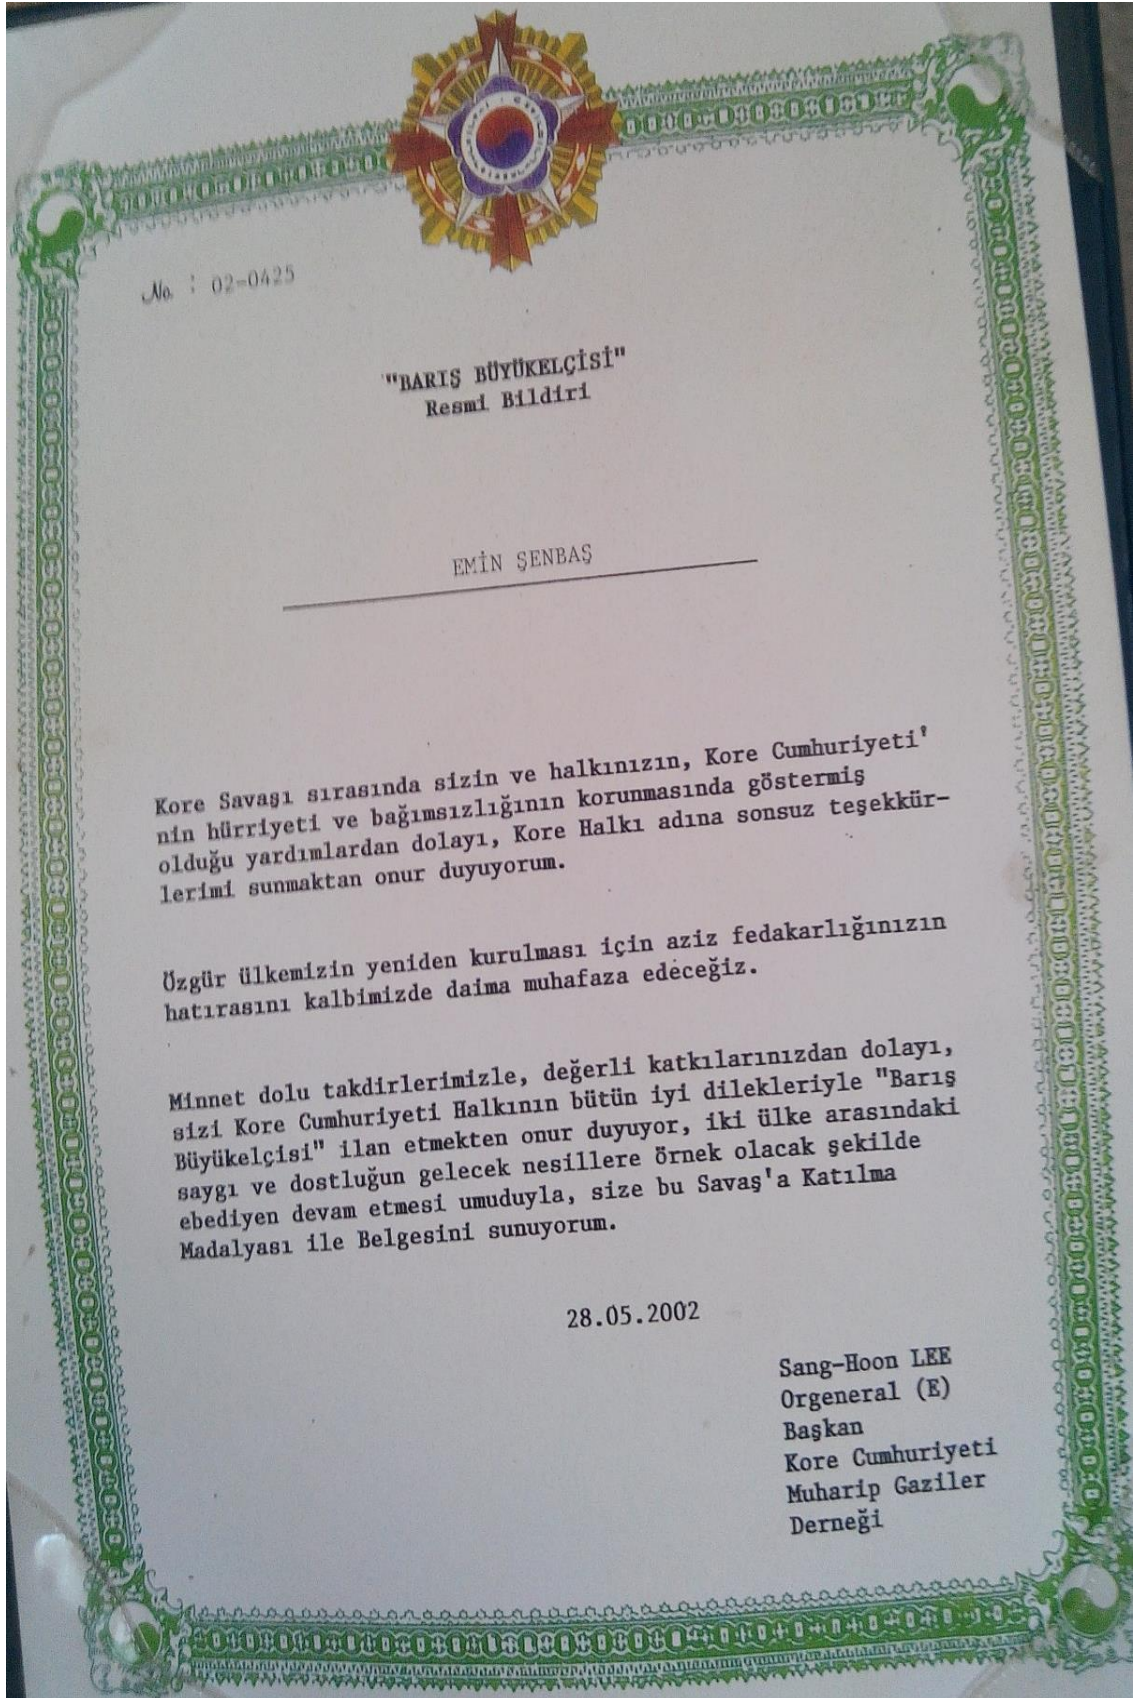 No. : 02-0425
"BARIŞ BÜYÜKELÇİSİ"
Resmi Bildiri
EMİN ŞENBAŞ
Kore Savaşı sırasında sizin ve halkınızın, Kore Cumhuriyeti'
nin hürriyeti ve bağımsızlığının korunmasında göstermiş
olduğu yardımlardan dolayı, Kore Halkı adına sonsuz teşekkür-
lerimi sunmaktan onur duyuyorum.
Özgür ülkemizin yeniden kurulması için aziz fedakarlığınızın
hatırasını kalbimizde daima muhafaza edeceğiz.
Minnet dolu takdirlerimizle, değerli katkılarınızdan dolayı,
sizi Kore Cumhuriyeti Halkının bütün iyi dilekleriyle "Barış
Büyükelçisi" ilan etmekten onur duyuyor, iki ülke arasındaki
saygı ve dostluğun gelecek nesillere örnek olacak şekilde
ebediyen devam etmesi umuduyla, size bu Savaş'a Katılma
Madalyası ile Belgesini sunuyorum.
28.05.2002
Sang-Hoon LEE
Orgeneral (E)
Başkan
Kore Cumhuriyeti
Muharip Gaziler
Derneği